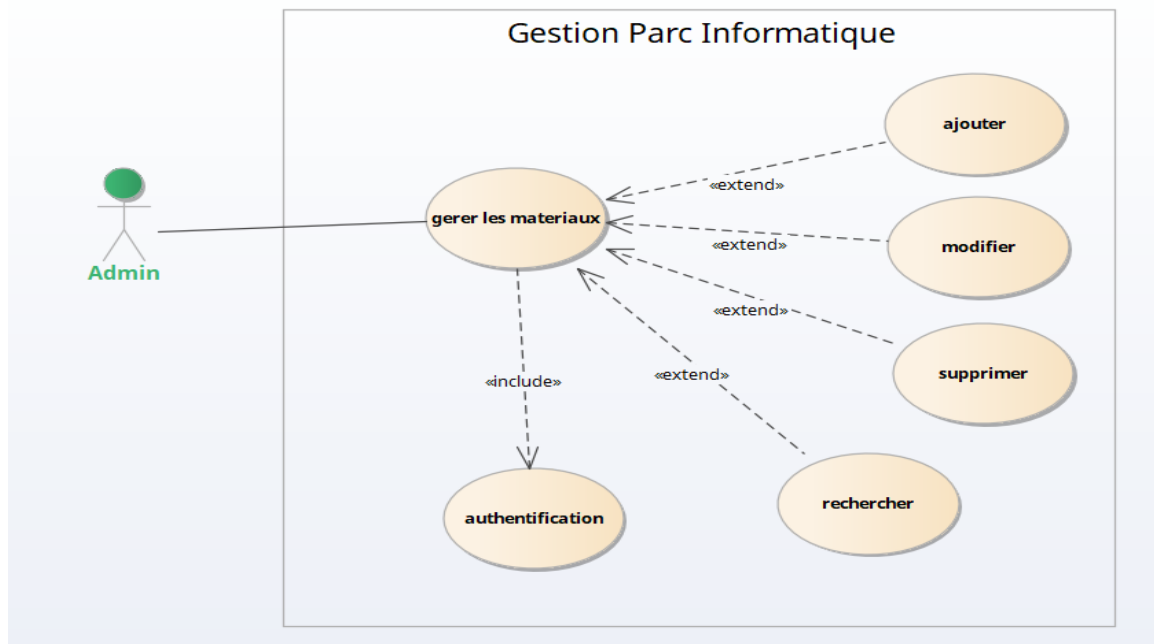 Gestion Parc Informatique
ajouter
«extend»
gerer les materiaux
«extend»
modifier
Admin
«extend»
supprimer
«include»
«extend»
rechercher
authentification